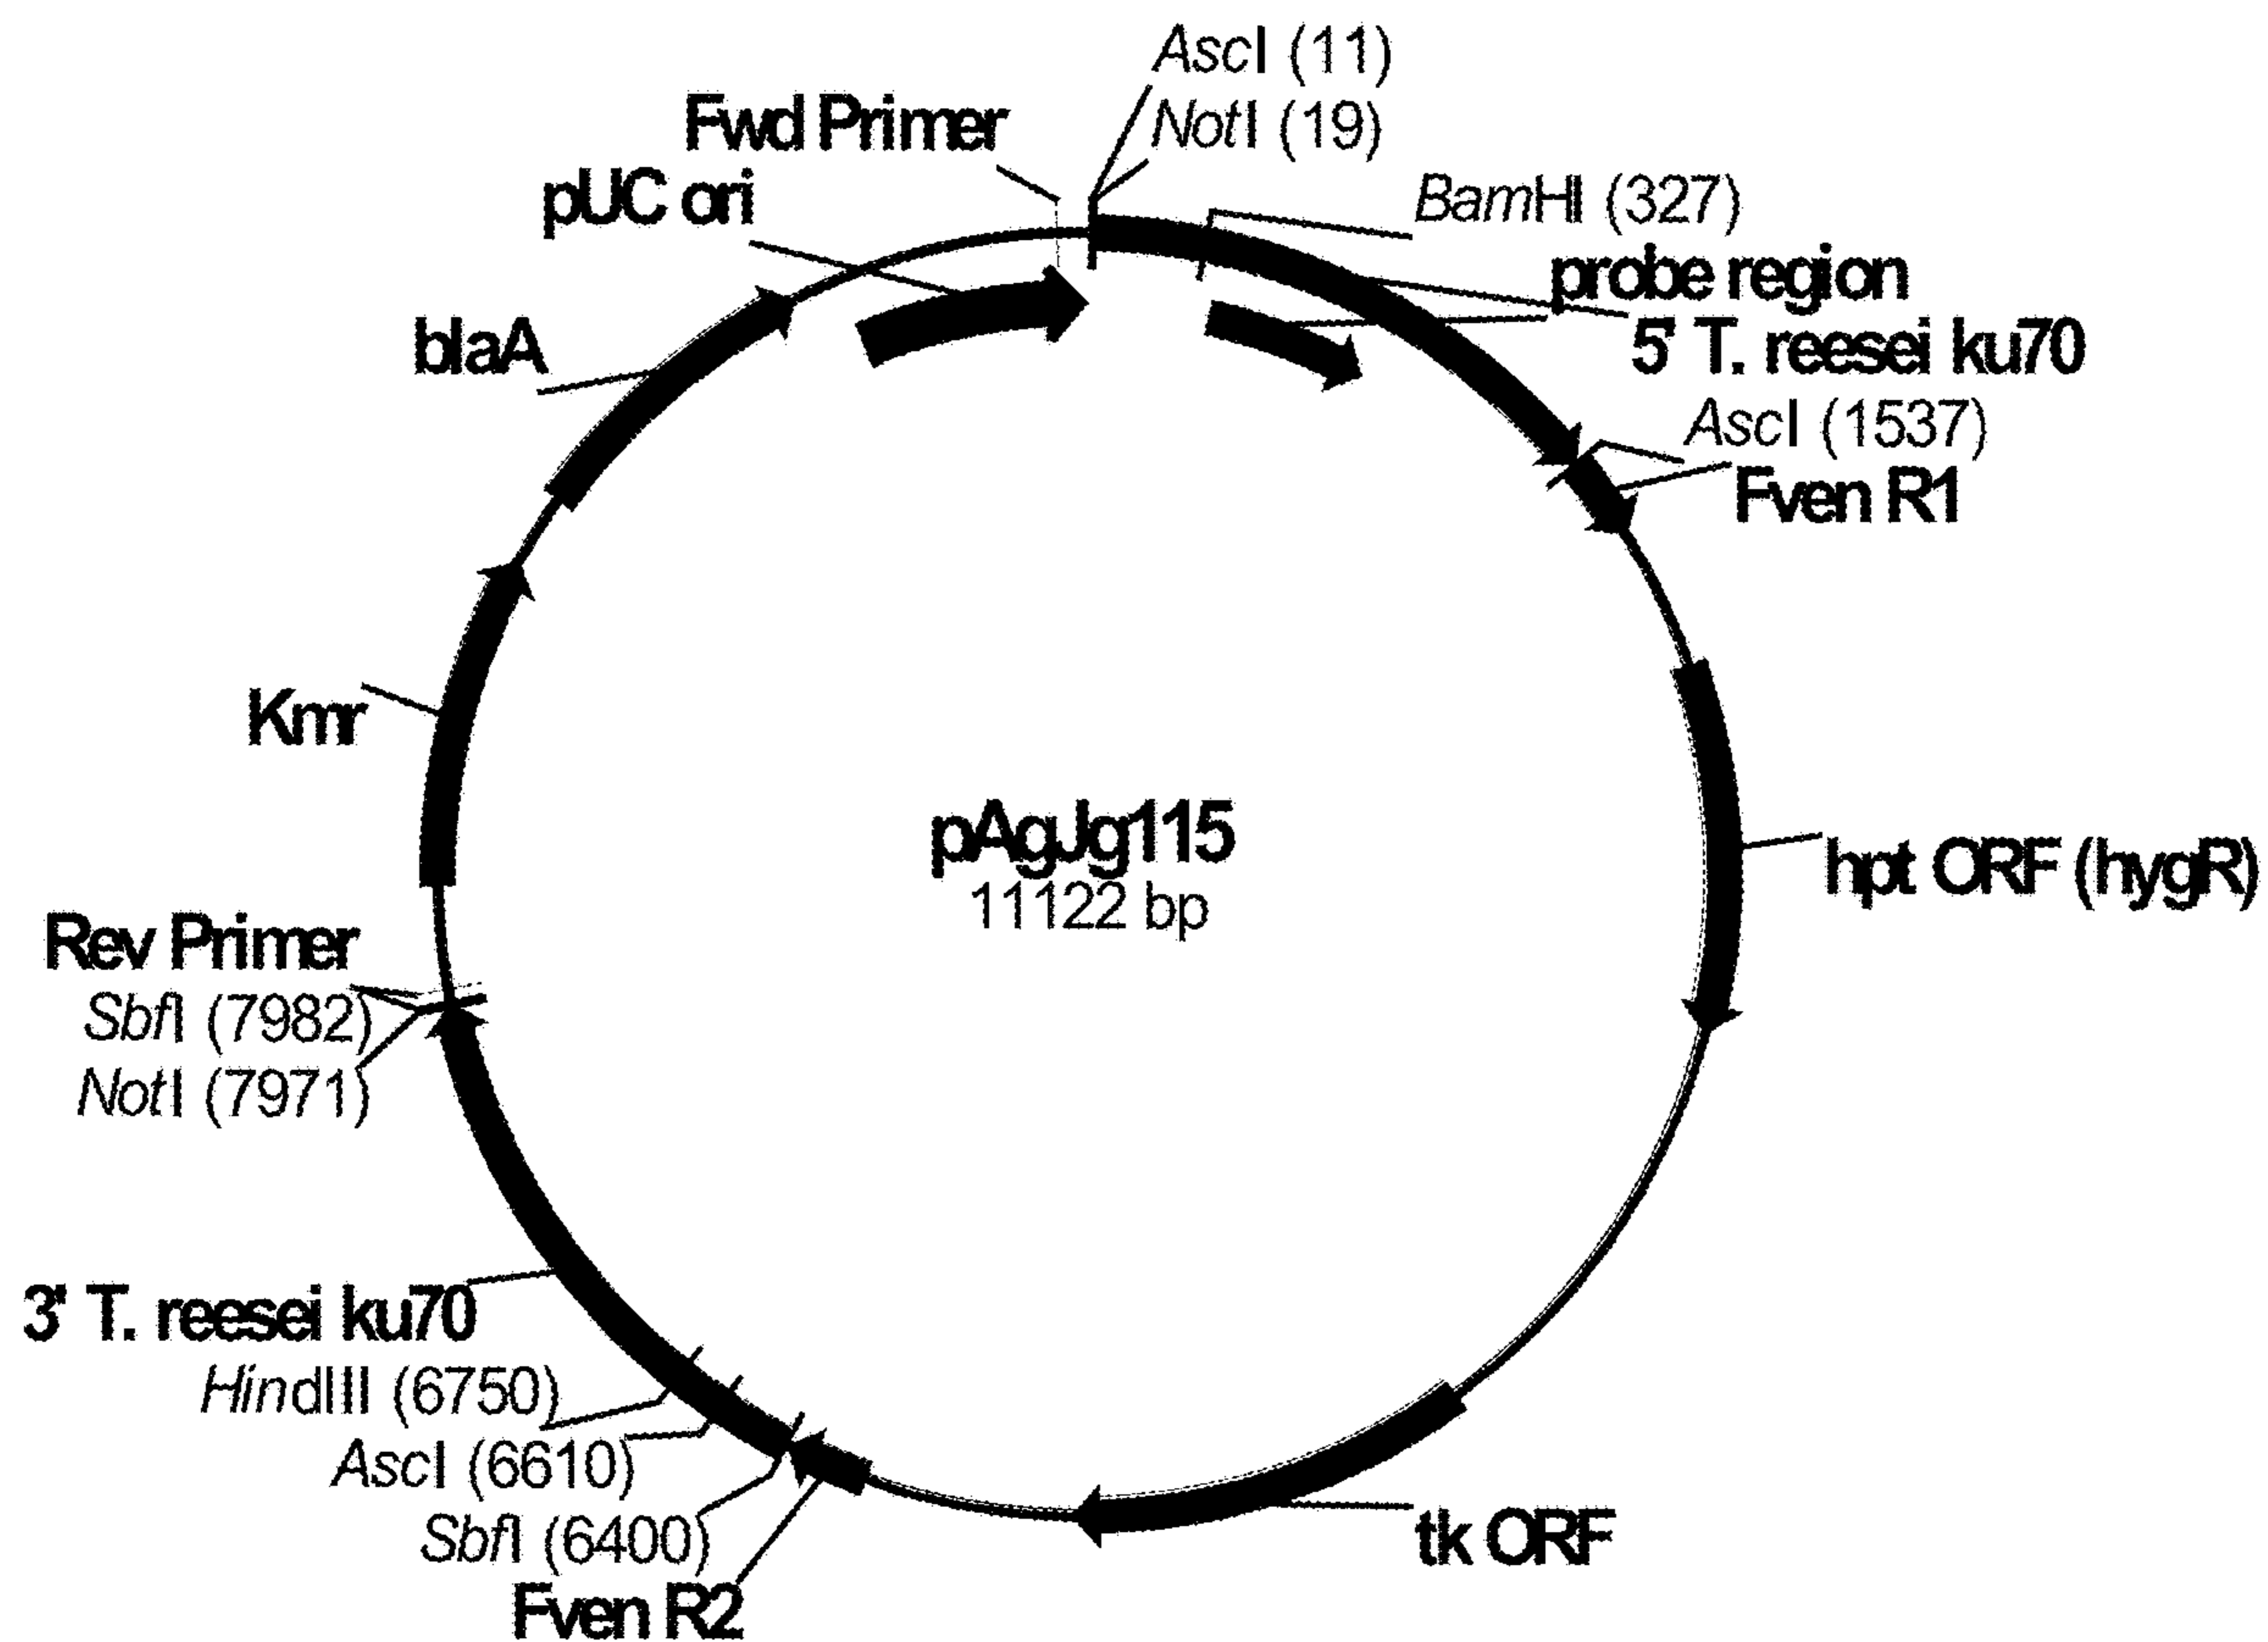 AscI (11)
Fwd Primer
NotI (19)
pUC ori
BamHI (327)
probe region
blaA
5' T. reesei ku70
AscI (1537)
Fven R1
Kmr
pAgJg115
11122 bp
hpt ORF (hygR)
Rev Primer
SbfI (7982)
NotI (7971)
3' T. reesei ku70
HindIII (6750)
AscI (6610)
SbfI (6400)
tk ORF
Fven R2